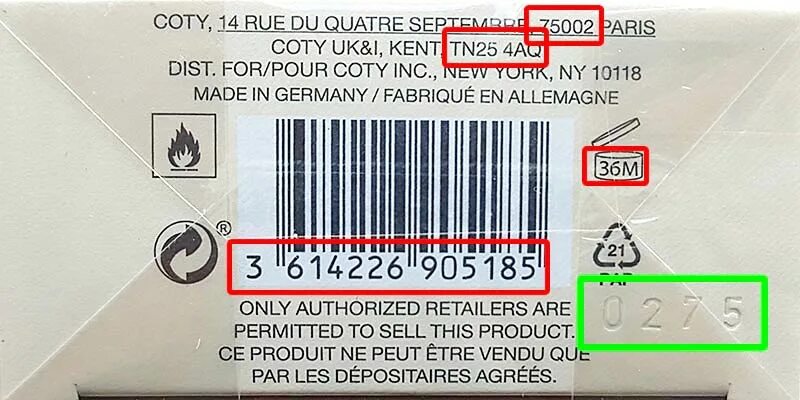 COTY, 14 RUE DU QUATRE SEPTEMBRE, 75002 PARIS
COTY UK&I, KENT, TN25 4AQ
DIST. FOR/POUR COTY INC., NEW YORK, NY 10118
MADE IN GERMANY / FABRIQUÉ EN ALLEMAGNE
36M
®
21
PAP
3 614226 905185
0275
ONLY AUTHORIZED RETAILERS ARE
PERMITTED TO SELL THIS PRODUCT.
CE PRODUIT NE PEUT ÊTRE VENDU QUE
PAR LES DÉPOSITAIRES AGRÉÉS.